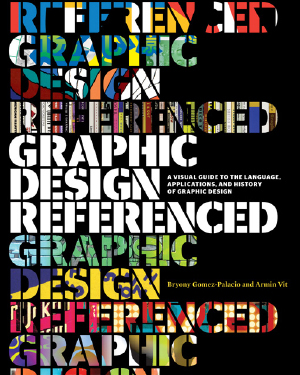 REFERENCED
GRAPHIC
DESIGN
REFERENCED
GRAPHIC
DESIGN
A VISUAL GUIDE TO THE LANGUAGE,
APPLICATIONS, AND HISTORY
OF GRAPHIC DESIGN
REFERENCED
GRAPHIC
DESIGN
Bryony Gomez-Palacio and Armin Vit
REFERENCED
GRAPHIC
DESIGN